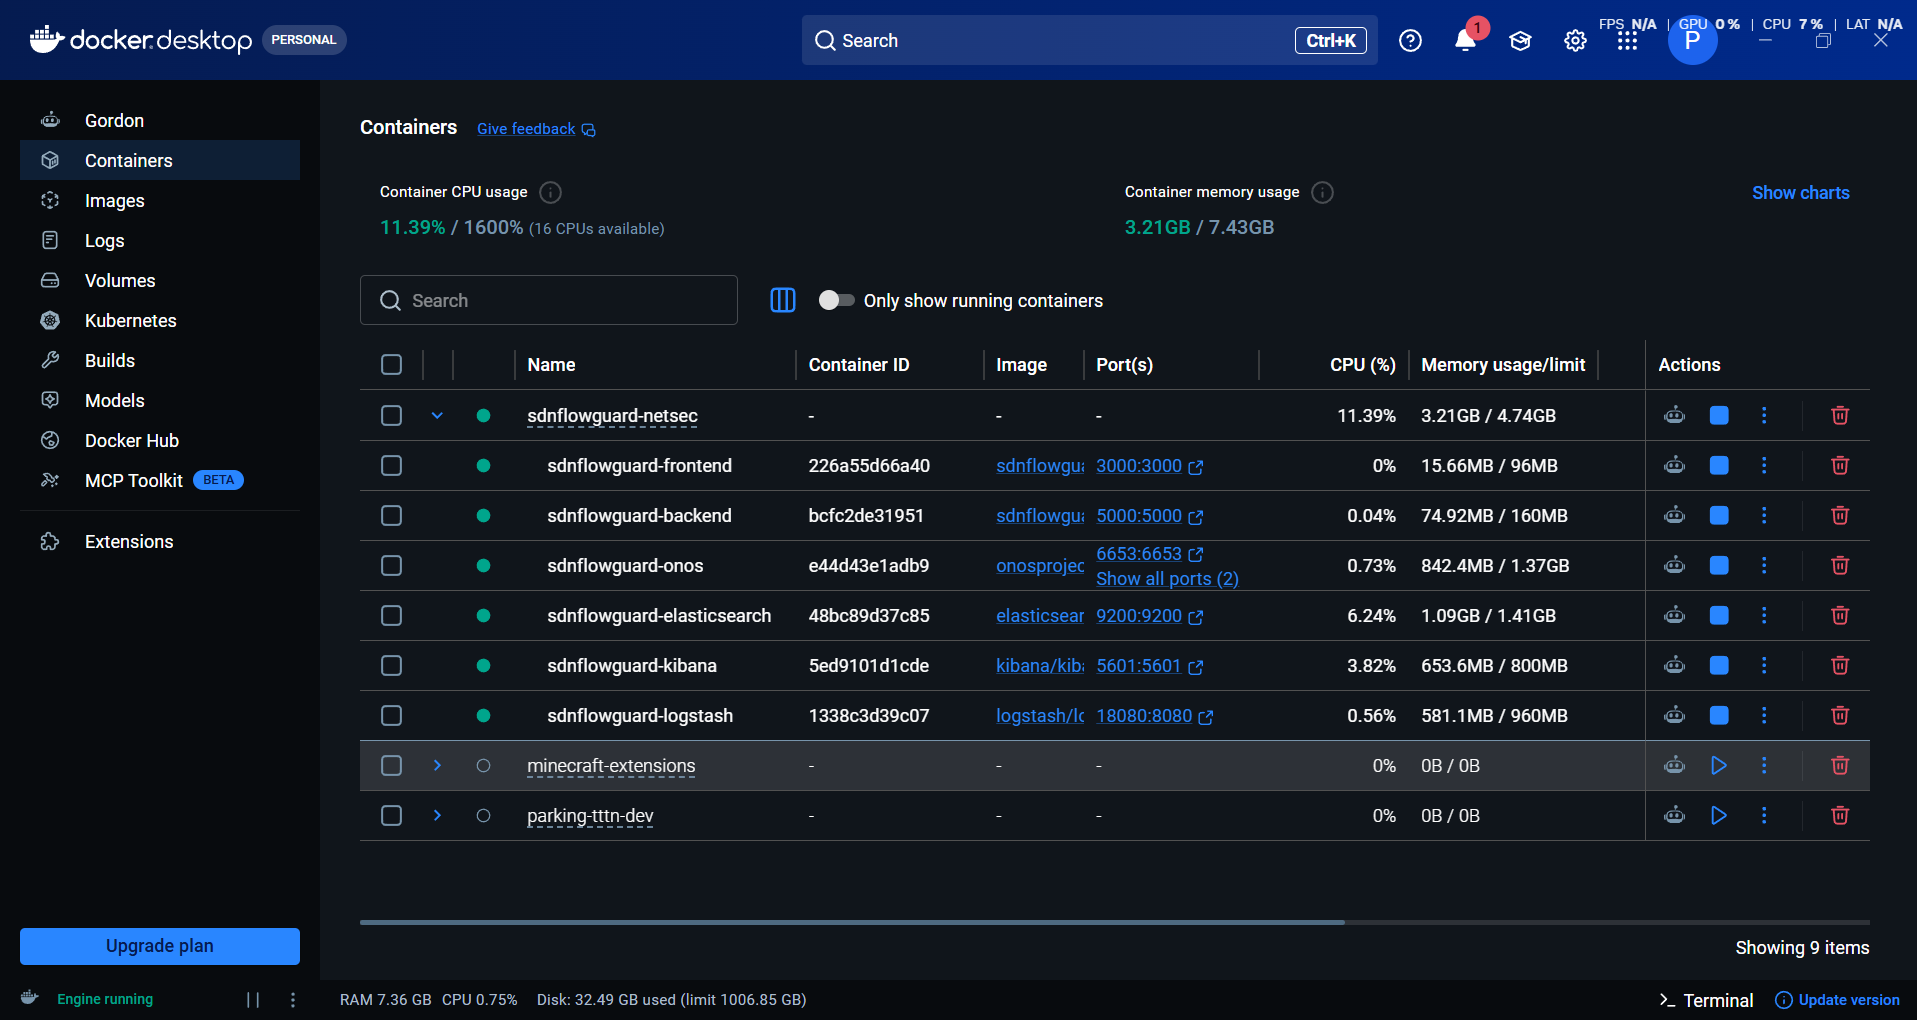 docker.desktop PERSONAL
Search Ctrl+K
1
P
FPS N/A | GPU 0 % | CPU 7 % | LAT N/A
Gordon
Containers
Images
Logs
Volumes
Kubernetes
Builds
Models
Docker Hub
MCP Toolkit BETA
Extensions
Upgrade plan
Containers Give feedback
Container CPU usage
11.39% / 1600% (16 CPUs available)
Container memory usage
3.21GB / 7.43GB
Show charts
Search
Only show running containers
Name Container ID Image Port(s) CPU (%) Memory usage/limit Actions
sdnflowguard-netsec - - - 11.39% 3.21GB / 4.74GB
sdnflowguard-frontend 226a55d66a40 sdnflowgu 3000:3000 0% 15.66MB / 96MB
sdnflowguard-backend bcfc2de31951 sdnflowgu 5000:5000 0.04% 74.92MB / 160MB
sdnflowguard-onos e44d43e1adb9 onosprojec 6653:6653 0.73% 842.4MB / 1.37GB
Show all ports (2)
sdnflowguard-elasticsearch 48bc89d37c85 elasticsear 9200:9200 6.24% 1.09GB / 1.41GB
sdnflowguard-kibana 5ed9101d1cde kibana/kib 5601:5601 3.82% 653.6MB / 800MB
sdnflowguard-logstash 1338c3d39c07 logstash/lo 18080:8080 0.56% 581.1MB / 960MB
minecraft-extensions - - - 0% 0B / 0B
parking-tttn-dev - - - 0% 0B / 0B
Showing 9 items
Engine running RAM 7.36 GB CPU 0.75% Disk: 32.49 GB used (limit 1006.85 GB) Terminal Update version